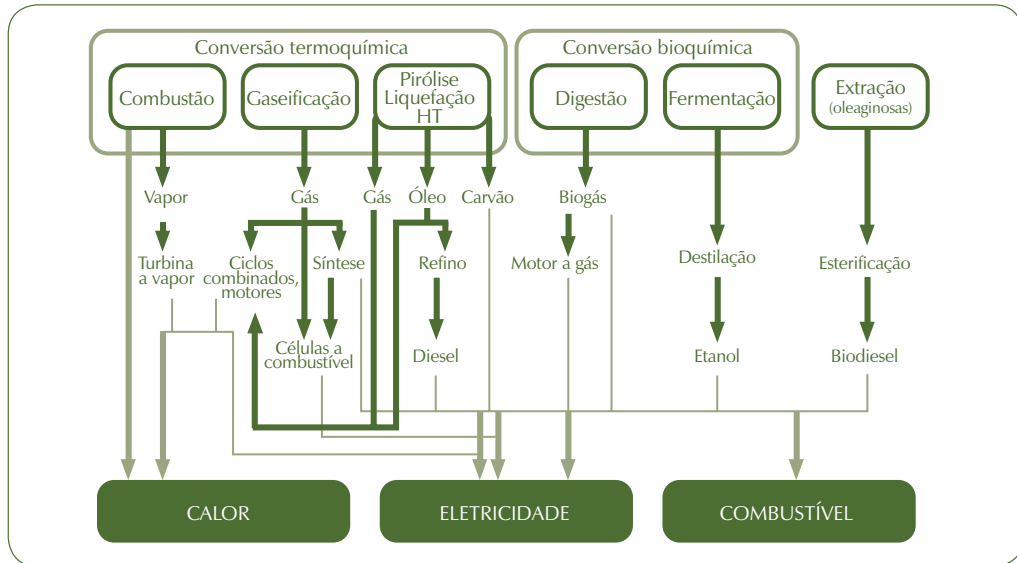 Conversão termoquímica
Conversão bioquímica
Combustão
Gaseificação
Pirólise
Liquefação
HT
Digestão
Fermentação
Extração
(oleaginosas)
Vapor
Gás
Gás
Óleo
Carvão
Biogás
Turbina
a vapor
Ciclos
combinados,
motores
Síntese
Refino
Motor a gás
Destilação
Esterificação
Células a
combustível
Diesel
Etanol
Biodiesel
CALOR
ELETRICIDADE
COMBUSTÍVEL